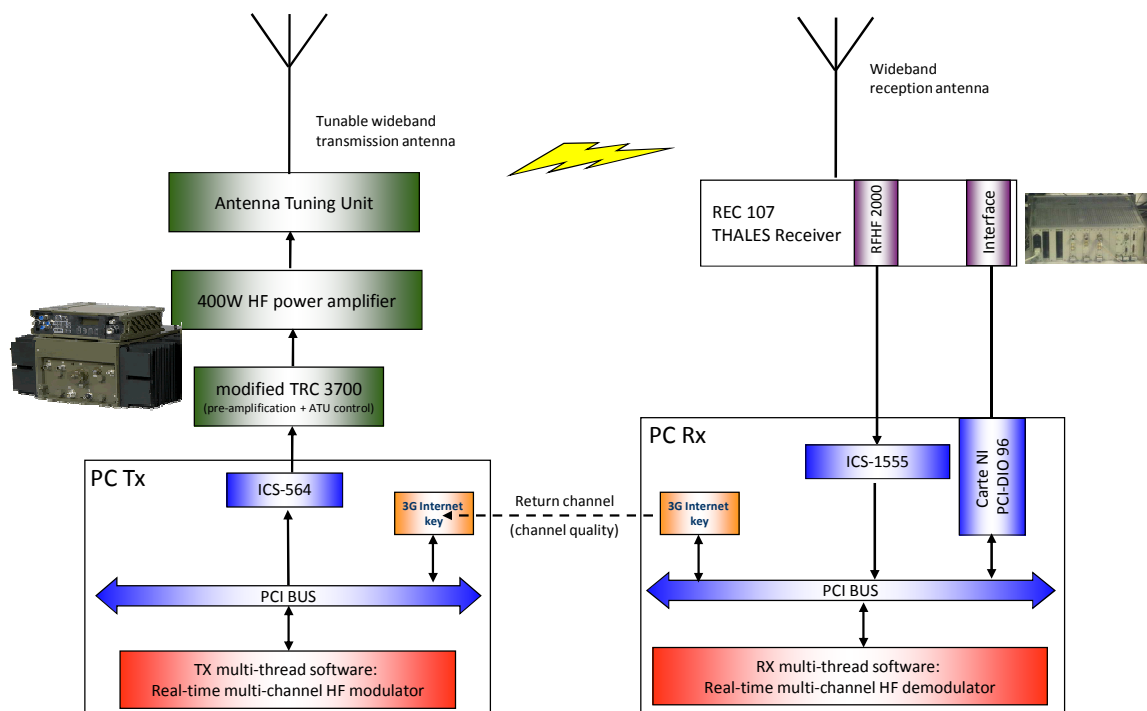 Tunable wideband
transmission antenna
Antenna Tuning Unit
400W HF power amplifier
modified TRC 3700
(pre-amplification + ATU control)
PC Tx
ICS-564
3G Internet
key
PCI BUS
TX multi-thread software:
Real-time multi-channel HF modulator
Return channel
(channel quality)
Wideband
reception antenna
REC 107
THALES Receiver
RFHF 2000
Interface
PC Rx
ICS-1555
Carte NI
PCI-DIO 96
3G Internet
key
PCI BUS
RX multi-thread software:
Real-time multi-channel HF demodulator